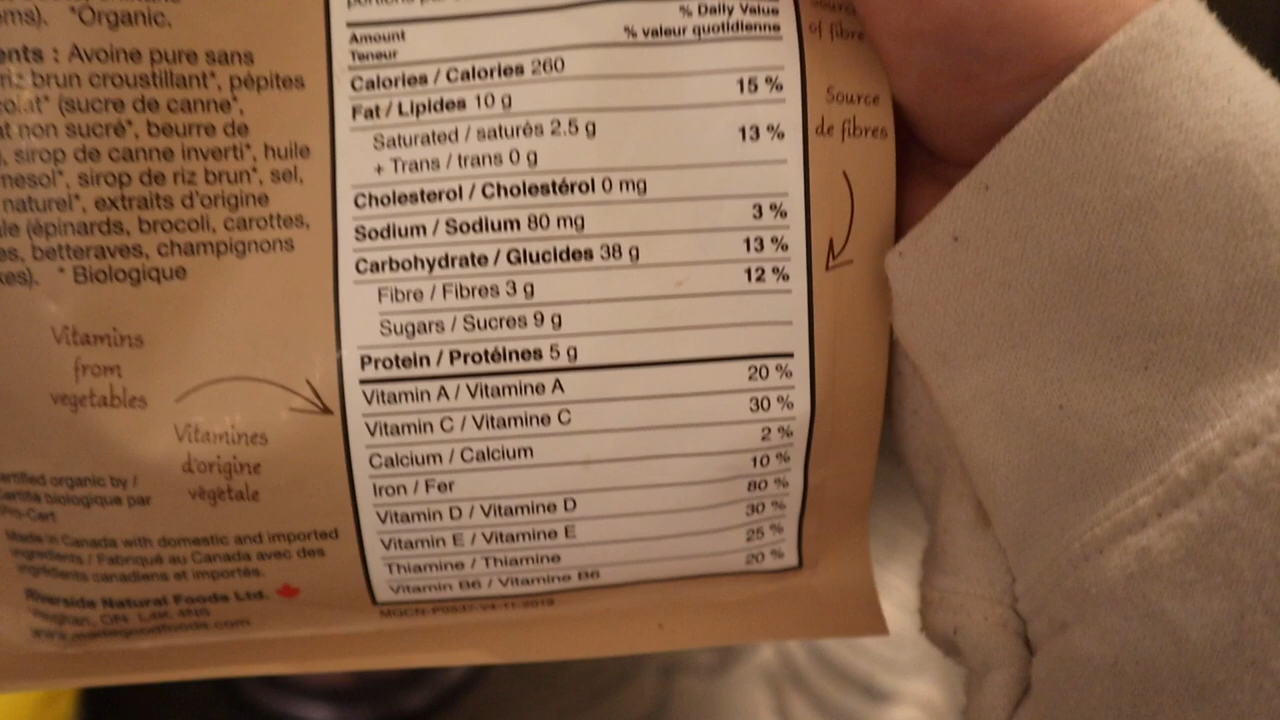 *Organic.
ents : Avoine pure sans
riz brun croustillant*, pépites
(sucre de canne*,
at non sucré*, beurre de
, sirop de canne inverti*, huile
nesol*, sirop de riz brun*, sel,
naturel*, extraits d'origine
ale (épinards, brocoli, carottes,
es, betteraves, champignons
kes). * Biologique
Vitamins
from
vegetables
Vitamines
d'origine
végétale
ertified organic by /
Certifié biologique par
Pro-Cert
Made in Canada with domestic and imported
ingredients / Fabriqué au Canada avec des
ingrédients canadiens et importés.
Riverside Natural Foods Ltd.
Vaughan, ON L4K 4N5
www.madegoodfoods.com
Amount
Teneur
% Daily Value
% valeur quotidienne
Calories / Calories 260
Fat / Lipides 10 g 15 %
Saturated / saturés 2.5 g
+ Trans / trans 0 g 13 %
Cholesterol / Cholestérol 0 mg
Sodium / Sodium 80 mg 3 %
Carbohydrate / Glucides 38 g 13 %
Fibre / Fibres 3 g 12 %
Sugars / Sucres 9 g
Protein / Protéines 5 g
Vitamin A / Vitamine A 20 %
Vitamin C / Vitamine C 30 %
Calcium / Calcium 2 %
Iron / Fer 10 %
Vitamin D / Vitamine D 80 %
Vitamin E / Vitamine E 30 %
Thiamine / Thiamine 25 %
Vitamin B6 / Vitamine B6 20 %
of fibre
Source
de fibres